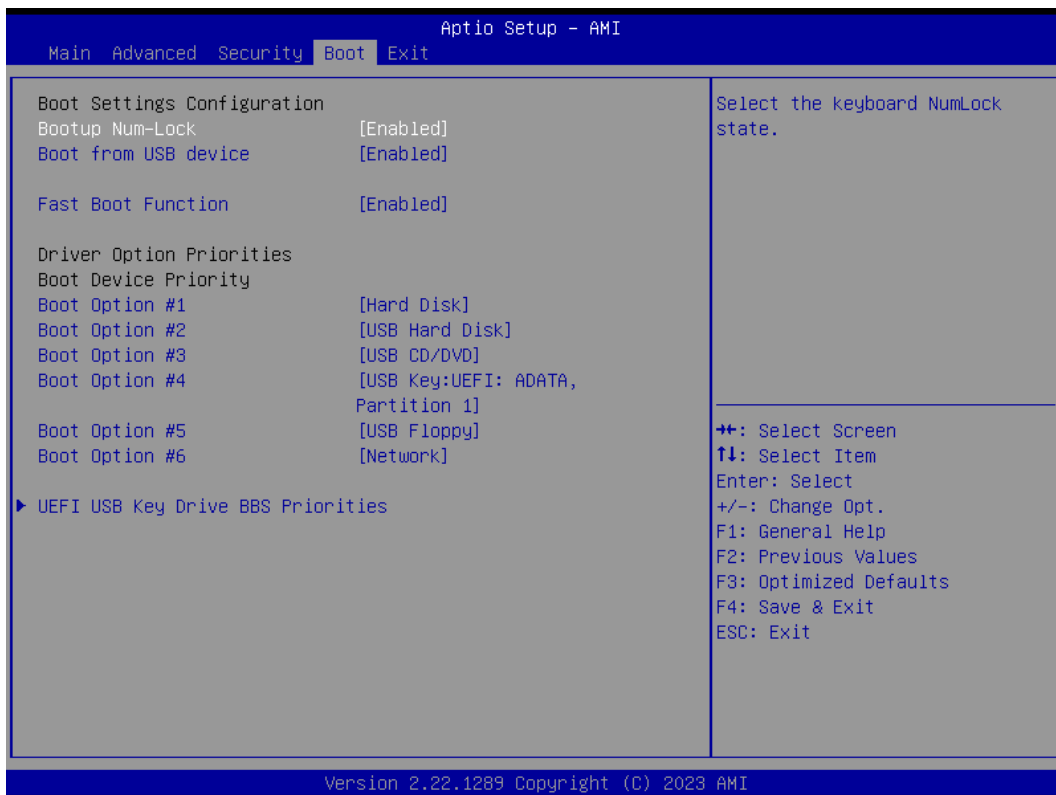 Aptio Setup – AMI
Main Advanced Security Boot Exit
Boot Settings Configuration
Bootup Num-Lock [Enabled]
Boot from USB device [Enabled]
Fast Boot Function [Enabled]
Driver Option Priorities
Boot Device Priority
Boot Option #1 [Hard Disk]
Boot Option #2 [USB Hard Disk]
Boot Option #3 [USB CD/DVD]
Boot Option #4 [USB Key:UEFI: ADATA,
Partition 1]
Boot Option #5 [USB Floppy]
Boot Option #6 [Network]
UEFI USB Key Drive BBS Priorities
Select the keyboard NumLock
state.
→←: Select Screen
↑↓: Select Item
Enter: Select
+/-: Change Opt.
F1: General Help
F2: Previous Values
F3: Optimized Defaults
F4: Save & Exit
ESC: Exit
Version 2.22.1289 Copyright (C) 2023 AMI